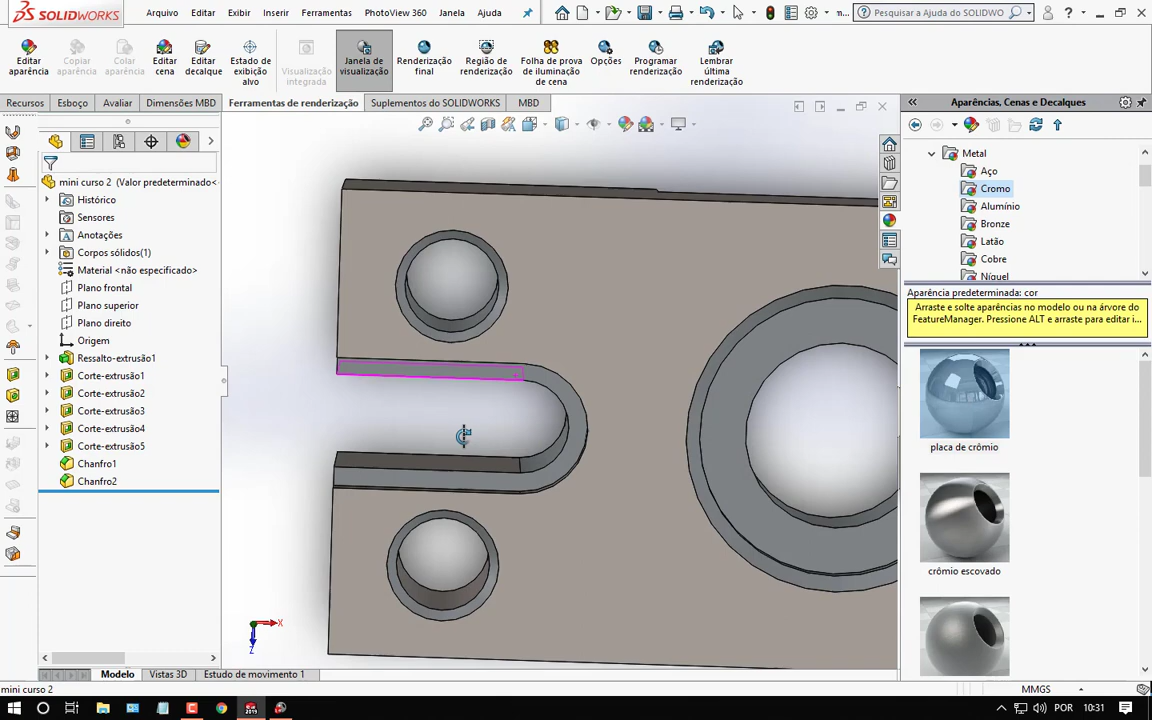 SOLIDWORKS
Arquivo Editar Exibir Inserir Ferramentas PhotoView 360 Janela Ajuda
m...
Pesquisar a Ajuda do SOLIDWO
Editar aparência
Copiar aparência
Colar aparência
Editar cena
Editar decalque
Estado de exibição alvo
Visualização integrada
Janela de visualização
Renderização final
Região de renderização
Folha de prova de iluminação de cena
Opções
Programar renderização
Lembrar última renderização
Recursos Esboço Avaliar Dimensões MBD Ferramentas de renderização Suplementos do SOLIDWORKS MBD
mini curso 2 (Valor predeterminado<
Histórico
Sensores
Anotações
Corpos sólidos(1)
Material <não especificado>
Plano frontal
Plano superior
Plano direito
Origem
Ressalto-extrusão1
Corte-extrusão1
Corte-extrusão2
Corte-extrusão3
Corte-extrusão4
Corte-extrusão5
Chanfro1
Chanfro2
X
Z
Aparências, Cenas e Decalques
Metal
Aço
Cromo
Alumínio
Bronze
Latão
Cobre
Níquel
Aparência predeterminada: cor
Arraste e solte aparências no modelo ou na árvore do
FeatureManager. Pressione ALT e arraste para editar i...
placa de crômio
crômio escovado
Modelo Vistas 3D Estudo de movimento 1
mini curso 2
MMGS
2019
POR 10:31